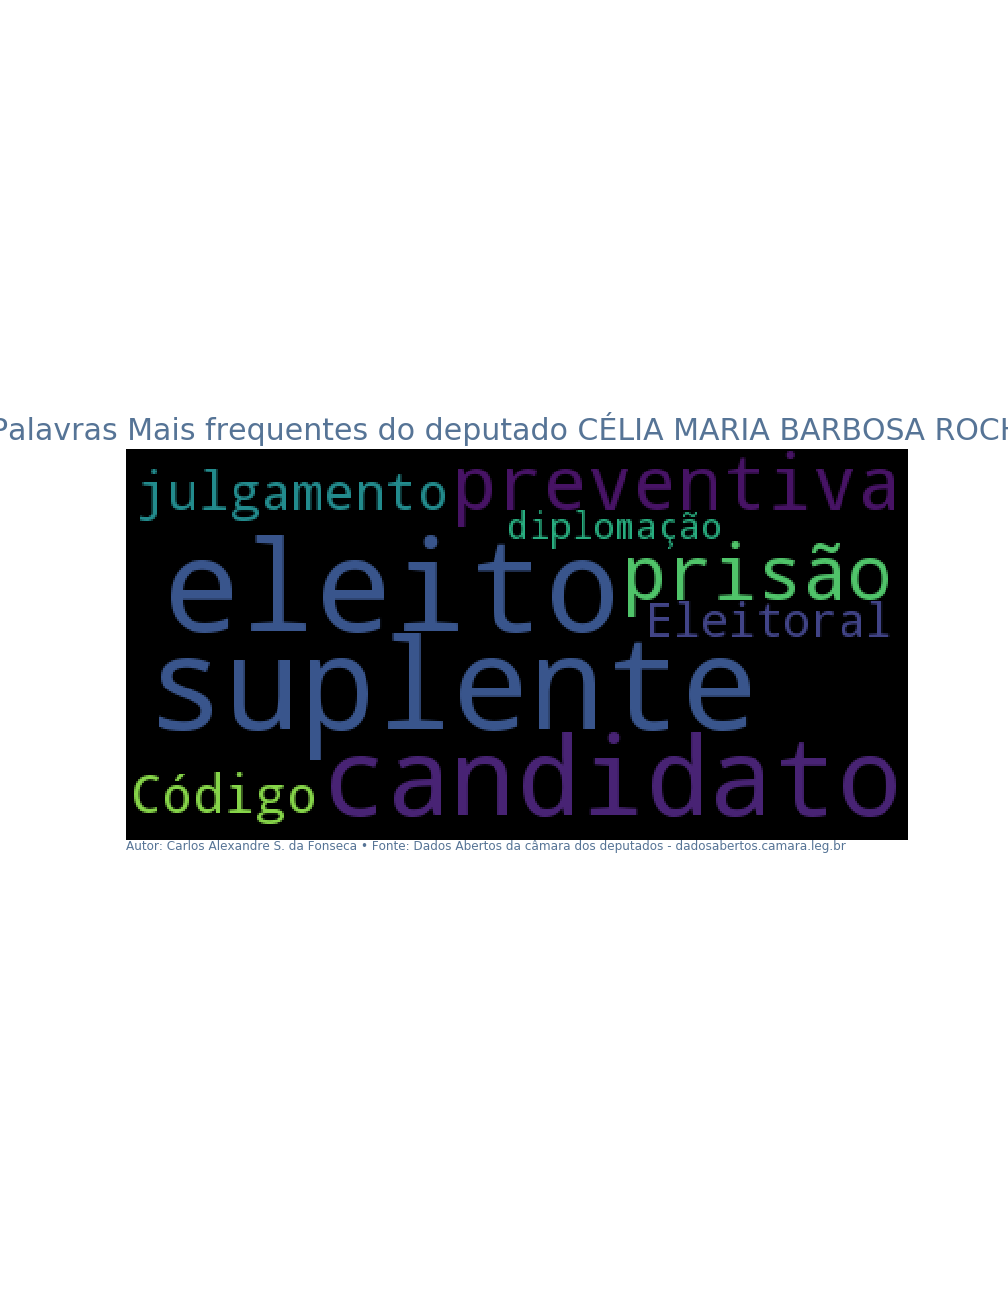 Palavras Mais frequentes do deputado CÉLIA MARIA BARBOSA ROCH
julgamento preventiva
diplomação
eleito prisão
Eleitoral
suplente
Código candidato
Autor: Carlos Alexandre S. da Fonseca • Fonte: Dados Abertos da câmara dos deputados - dadosabertos.camara.leg.br